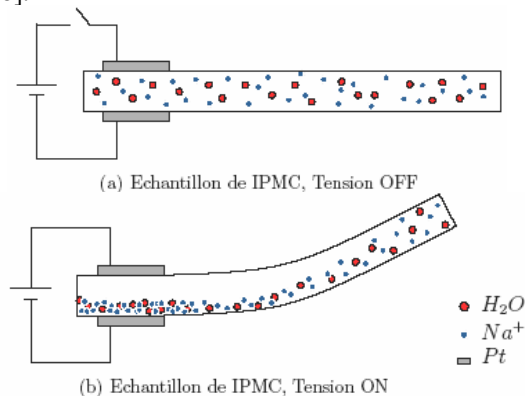 (a) Echantillon de IPMC, Tension OFF
H₂O
Na⁺
Pt
(b) Echantillon de IPMC, Tension ON